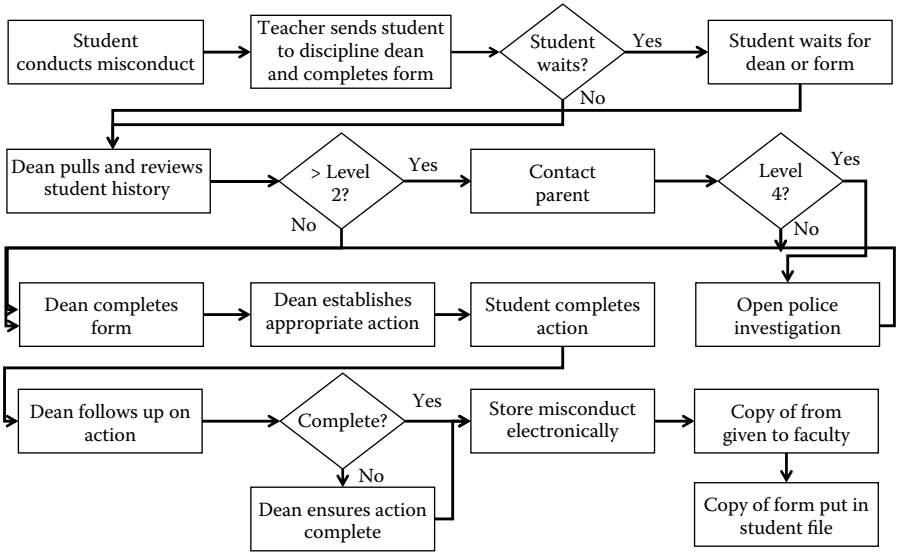 Student
conducts misconduct
Teacher sends student
to discipline dean
and completes form
Student
waits?
Yes
Student waits for
dean or form
No
Dean pulls and reviews
student history
> Level
2?
Yes
Contact
parent
Level
4?
Yes
No
No
Dean completes
form
Dean establishes
appropriate action
Student completes
action
Open police
investigation
Dean follows up on
action
Complete?
Yes
Store misconduct
electronically
Copy of from
given to faculty
No
Dean ensures action
complete
Copy of form put in
student file